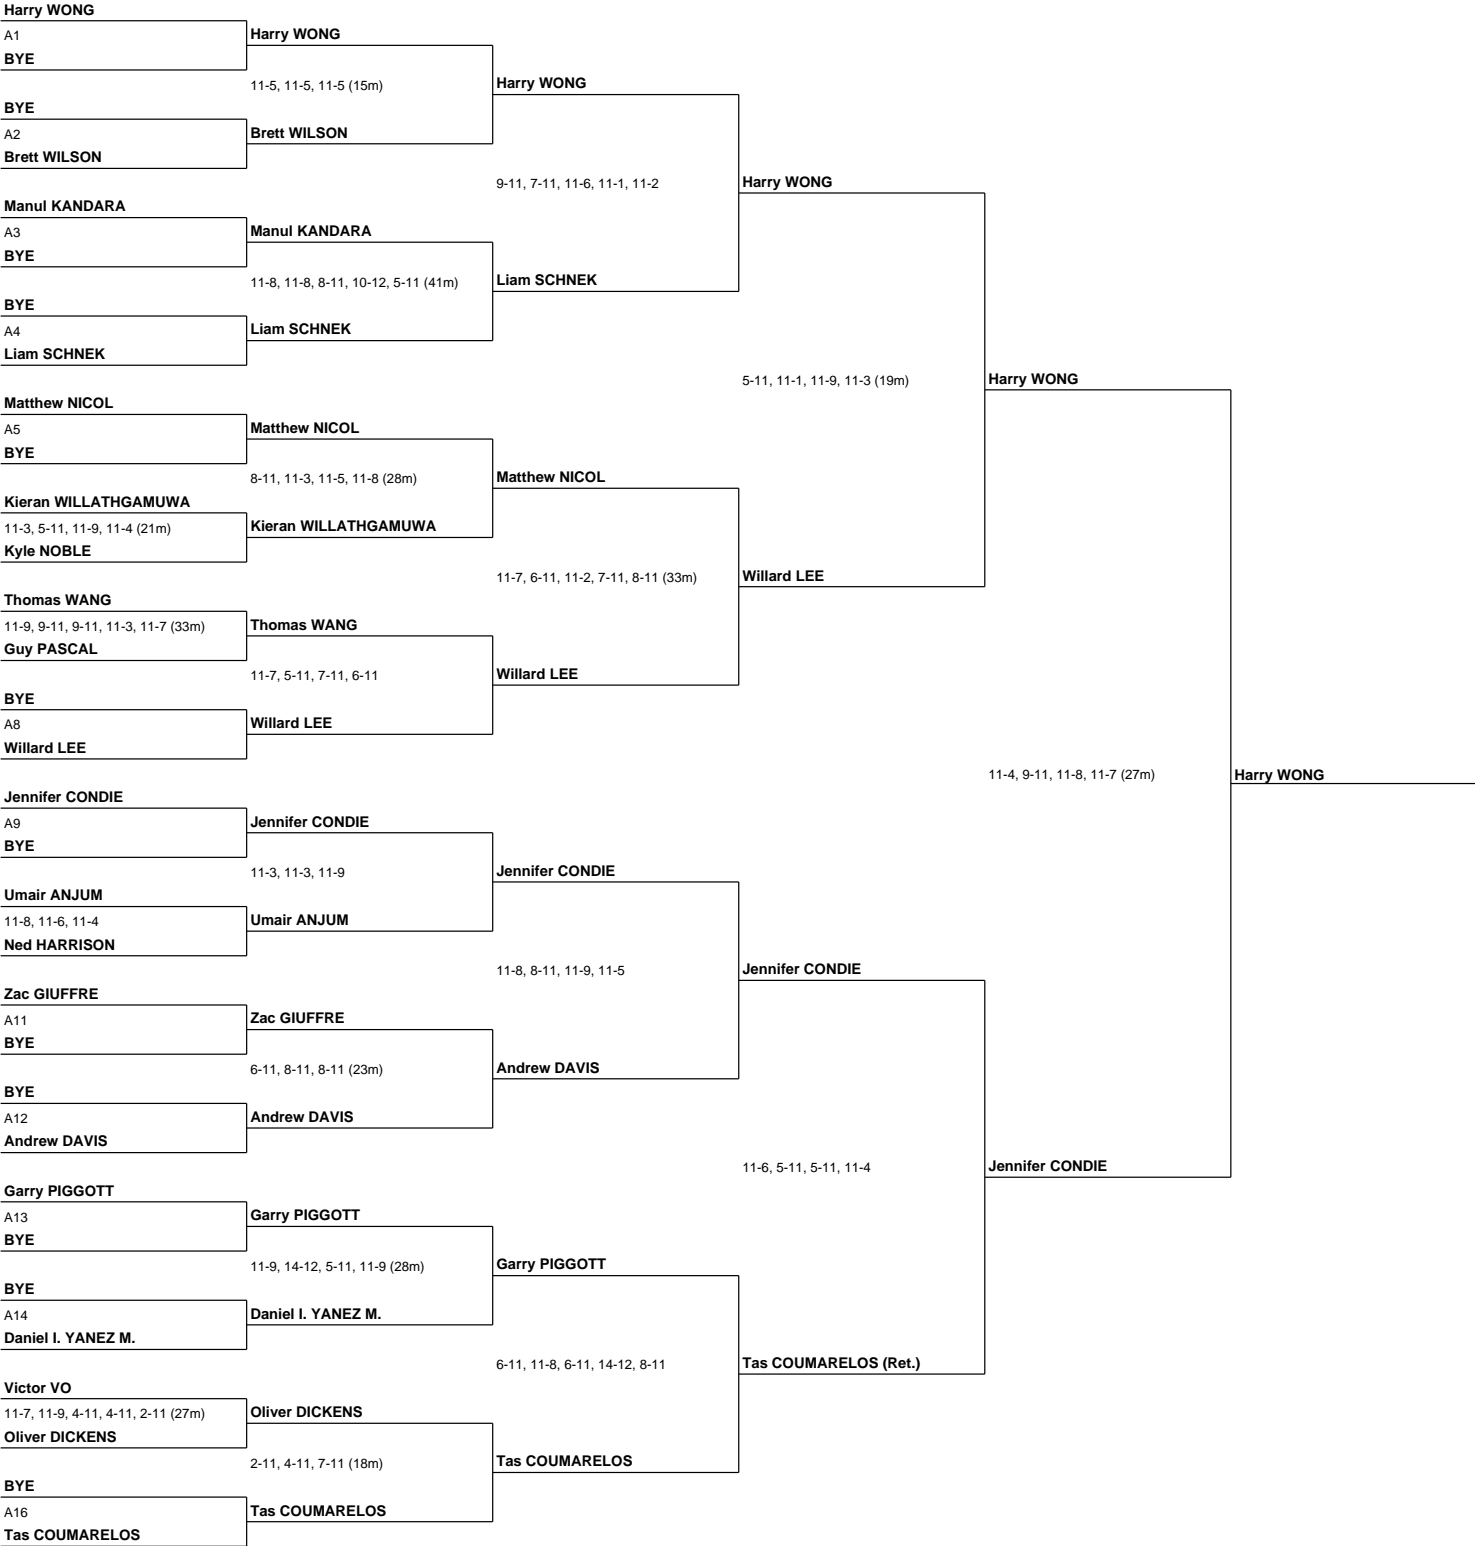 Harry WONG
A1
BYE
Harry WONG
11-5, 11-5, 11-5 (15m)
BYE
A2
Brett WILSON
Brett WILSON
Harry WONG
9-11, 7-11, 11-6, 11-1, 11-2
Manul KANDARA
A3
BYE
Manul KANDARA
11-8, 11-8, 8-11, 10-12, 5-11 (41m)
BYE
A4
Liam SCHNEK
Liam SCHNEK
Liam SCHNEK
Harry WONG
5-11, 11-1, 11-9, 11-3 (19m)
Matthew NICOL
A5
BYE
Matthew NICOL
8-11, 11-3, 11-5, 11-8 (28m)
Kieran WILLATHGAMUWA
11-3, 5-11, 11-9, 11-4 (21m)
Kyle NOBLE
Kieran WILLATHGAMUWA
Matthew NICOL
11-7, 6-11, 11-2, 7-11, 8-11 (33m)
Thomas WANG
11-9, 9-11, 9-11, 11-3, 11-7 (33m)
Guy PASCAL
Thomas WANG
11-7, 5-11, 7-11, 6-11
BYE
A8
Willard LEE
Willard LEE
Willard LEE
Willard LEE
Harry WONG
11-4, 9-11, 11-8, 11-7 (27m)
Harry WONG
Jennifer CONDIE
A9
BYE
Jennifer CONDIE
11-3, 11-3, 11-9
Umair ANJUM
11-8, 11-6, 11-4
Ned HARRISON
Umair ANJUM
Jennifer CONDIE
11-8, 8-11, 11-9, 11-5
Zac GIUFFRE
A11
BYE
Zac GIUFFRE
6-11, 8-11, 8-11 (23m)
BYE
A12
Andrew DAVIS
Andrew DAVIS
Andrew DAVIS
Jennifer CONDIE
11-6, 5-11, 5-11, 11-4
Garry PIGGOTT
A13
BYE
Garry PIGGOTT
11-9, 14-12, 5-11, 11-9 (28m)
BYE
A14
Daniel I. YANEZ M.
Daniel I. YANEZ M.
Garry PIGGOTT
6-11, 11-8, 6-11, 14-12, 8-11
Victor VO
11-7, 11-9, 4-11, 4-11, 2-11 (27m)
Oliver DICKENS
Oliver DICKENS
2-11, 4-11, 7-11 (18m)
BYE
A16
Tas COUMARELOS
Tas COUMARELOS
Tas COUMARELOS
Tas COUMARELOS (Ret.)
Jennifer CONDIE